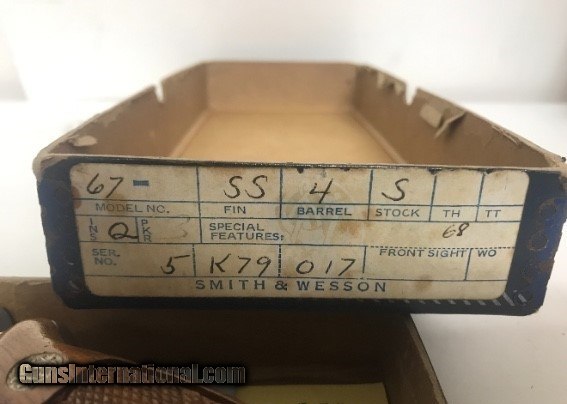 67- SS 4 S
MODEL NO. FIN BARREL STOCK TH TT
INS Q PKR SPECIAL FEATURES: 68
SER. NO. 5 K79 017 FRONT SIGHT WO
SMITH & WESSON
GunsInternational.com